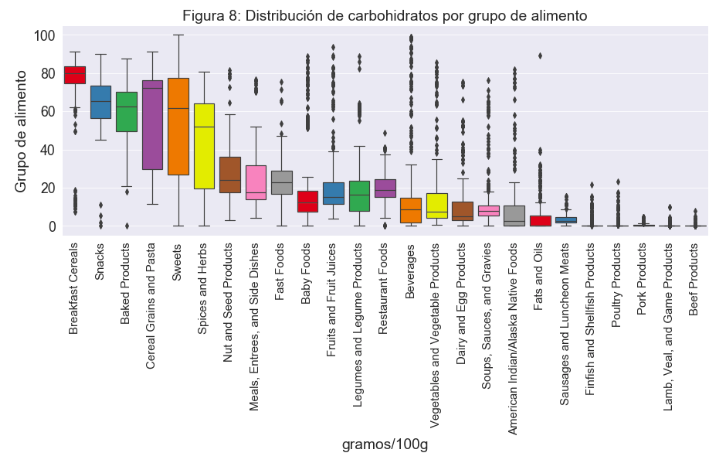 Figura 8: Distribución de carbohidratos por grupo de alimento
Grupo de alimento
100
80
60
40
20
0
Breakfast Cereals
Snacks
Baked Products
Cereal Grains and Pasta
Sweets
Spices and Herbs
Nut and Seed Products
Meals, Entrees, and Side Dishes
Fast Foods
Baby Foods
Fruits and Fruit Juices
Legumes and Legume Products
Restaurant Foods
Beverages
Vegetables and Vegetable Products
Dairy and Egg Products
Soups, Sauces, and Gravies
American Indian/Alaska Native Foods
Fats and Oils
Sausages and Luncheon Meats
Finfish and Shellfish Products
Poultry Products
Pork Products
Lamb, Veal, and Game Products
Beef Products
gramos/100g